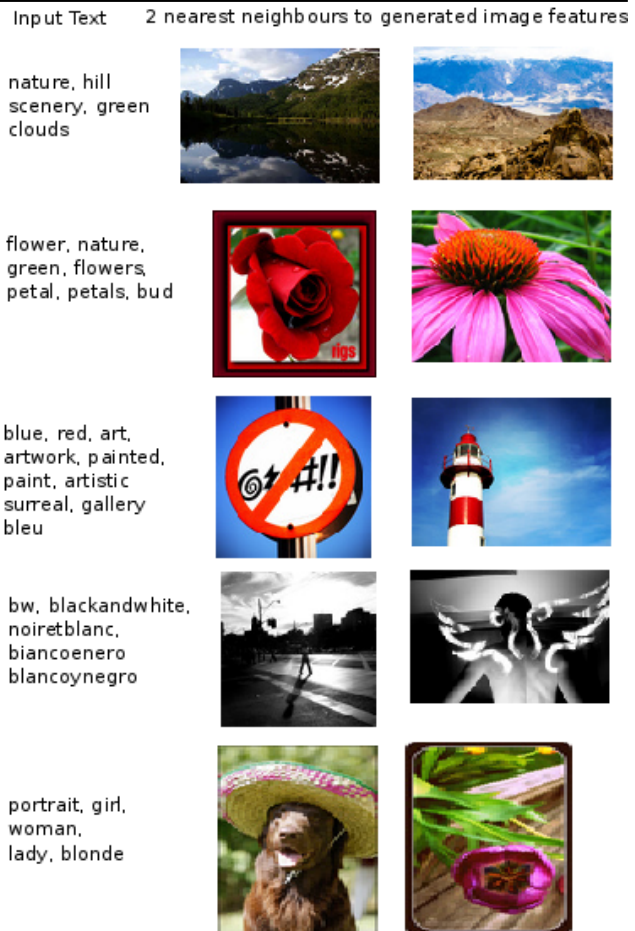 Input Text
2 nearest neighbours to generated image features
nature, hill
scenery, green
clouds
flower, nature,
green, flowers,
petal, petals, bud
rigs
blue, red, art,
artwork, painted,
paint, artistic
surreal, gallery
bleu
@⚡#!!
bw, blackandwhite,
noiretblanc,
biancoenero
blancoynegro
portrait, girl,
woman,
lady, blonde